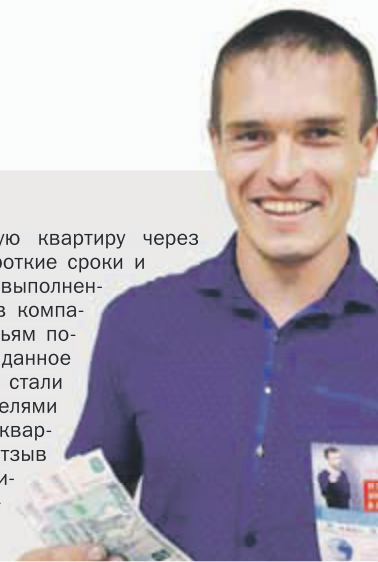 ую квартиру через
роткие сроки и
выполнен-
в компа-
ьям по-
данное
стали
елями
квар-
тзыв
и-